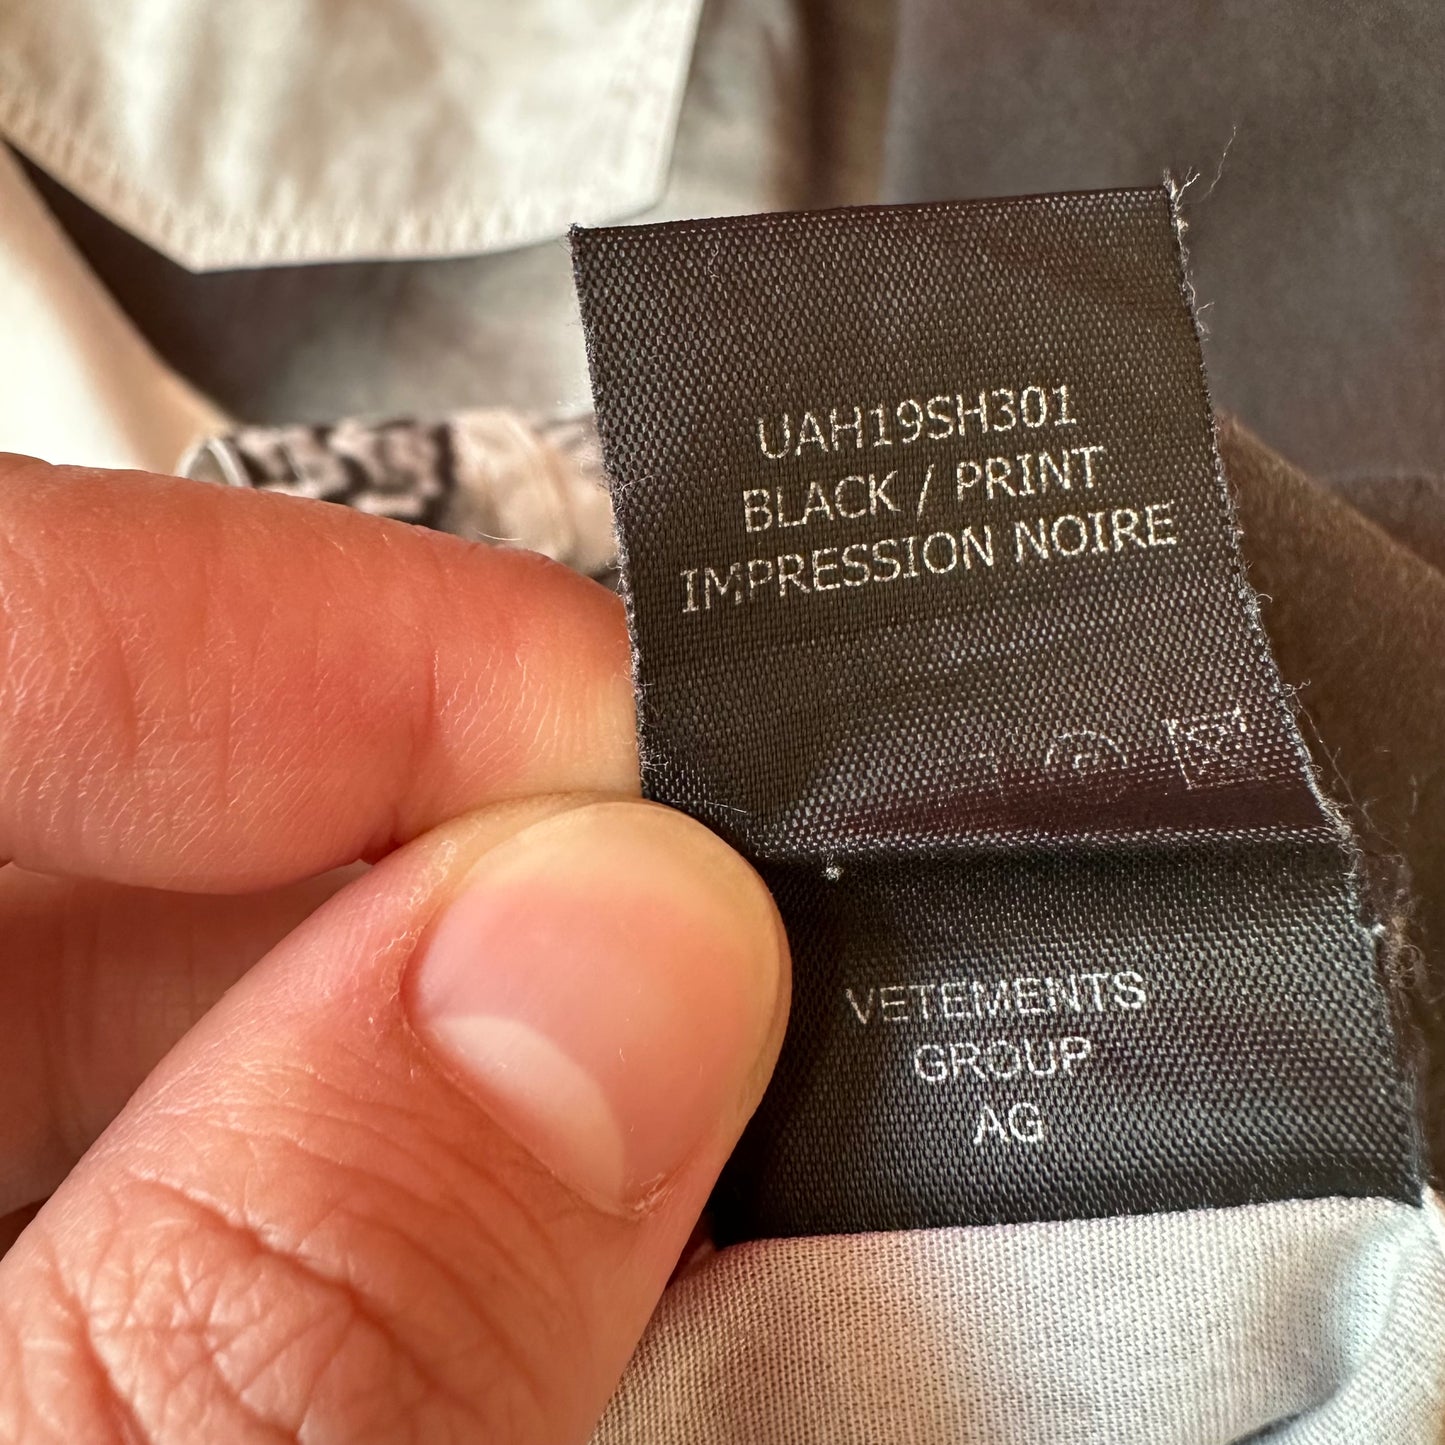 UAH19SH301
BLACK / PRINT
IMPRESSION NOIRE
VETEMENTS
GROUP
AG